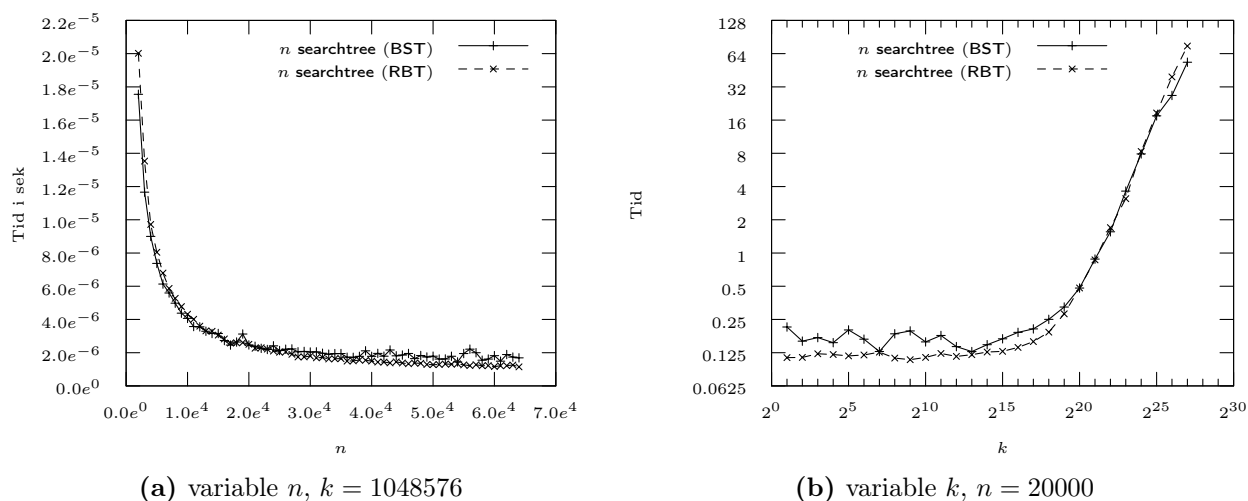 2.2e-5
2.0e-5
1.8e-5
1.6e-5
1.4e-5
1.2e-5
1.0e-5
8.0e-6
6.0e-6
4.0e-6
2.0e-6
0.0e0
Tid i sek
n searchtree (BST)
n searchtree (RBT)
0.0e0 1.0e4 2.0e4 3.0e4 4.0e4 5.0e4 6.0e4 7.0e4
n
(a) variable n, k = 1048576
128
64
32
16
8
4
2
1
0.5
0.25
0.125
0.0625
Tid
n searchtree (BST)
n searchtree (RBT)
2^0 2^5 2^10 2^15 2^20 2^25 2^30
k
(b) variable k, n = 20000